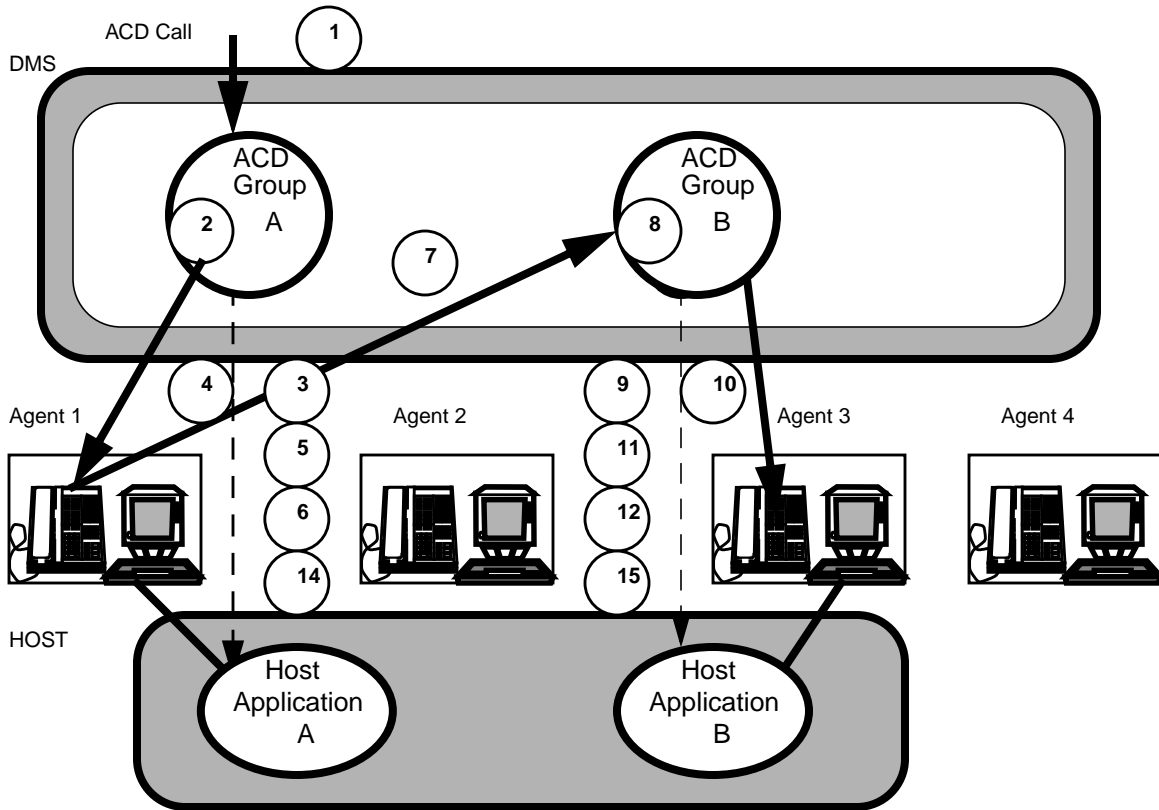 ACD Call
1
DMS
ACD
Group
A
2
ACD
Group
B
8
7
4
3
9
10
Agent 1
Agent 2
Agent 3
Agent 4
5
11
6
12
14
15
HOST
Host
Application
A
Host
Application
B